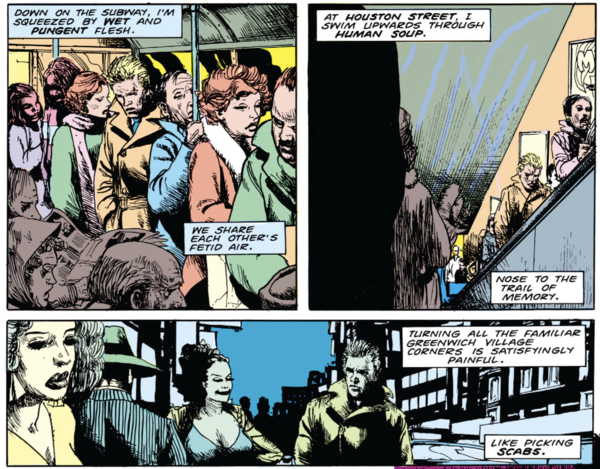 DOWN ON THE SUBWAY, I'M
SQUEEZED BY WET AND
PUNGENT FLESH.
WE SHARE
EACH OTHER'S
FETID AIR.
AT HOUSTON STREET, I
SWIM UPWARDS THROUGH
HUMAN SOUP.
NOSE TO THE
TRAIL OF
MEMORY.
TURNING ALL THE FAMILIAR
GREENWICH VILLAGE
CORNERS IS SATISFYINGLY
PAINFUL.
LIKE PICKING
SCABS.